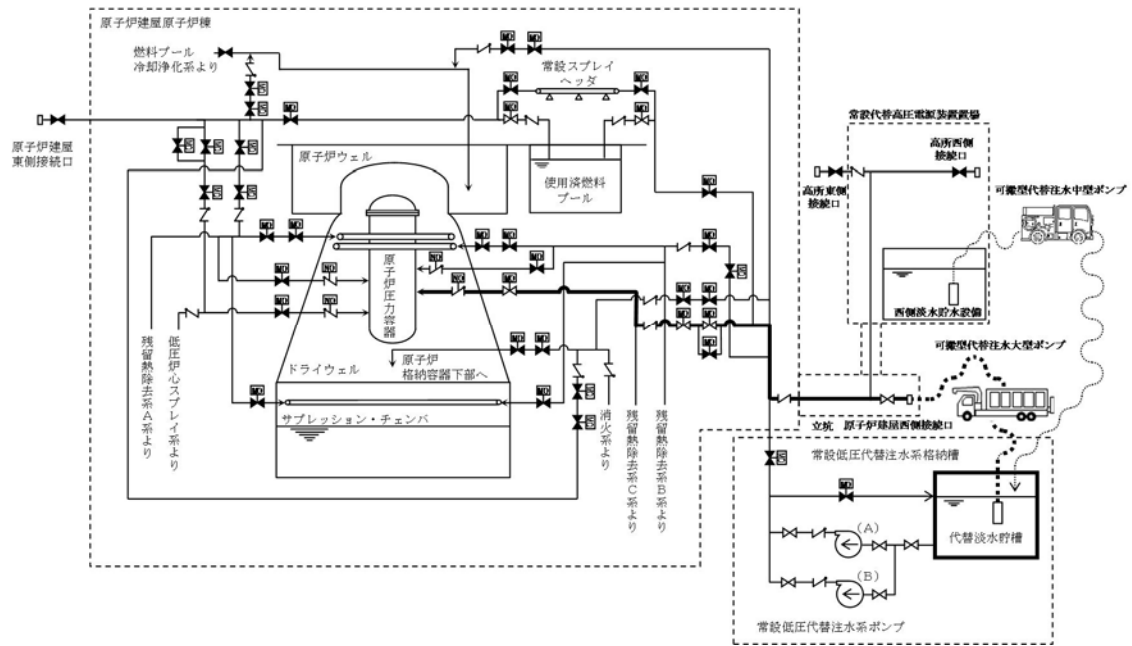 原子炉建屋原子炉棟
燃料プール
冷却浄化系より
常設スプレイ
ヘッダ
原子炉建屋
東側接続口
原子炉ウェル
使用済燃料
プール
原子炉圧力容器
常設代替高圧電源装置置場
高所西側
接続口
高所東側
接続口
可搬型代替注水中型ポンプ
西側淡水貯水設備
可搬型代替注水大型ポンプ
残留熱除去系A系より
低圧炉心スプレイ系より
ドライウェル
原子炉
格納容器下部へ
サプレッション・チェンバ
消火系より
残留熱除去系C系より
残留熱除去系B系より
立坑
原子炉建屋西側接続口
常設低圧代替注水系格納槽
代替淡水貯槽
(A)
(B)
常設低圧代替注水系ポンプ